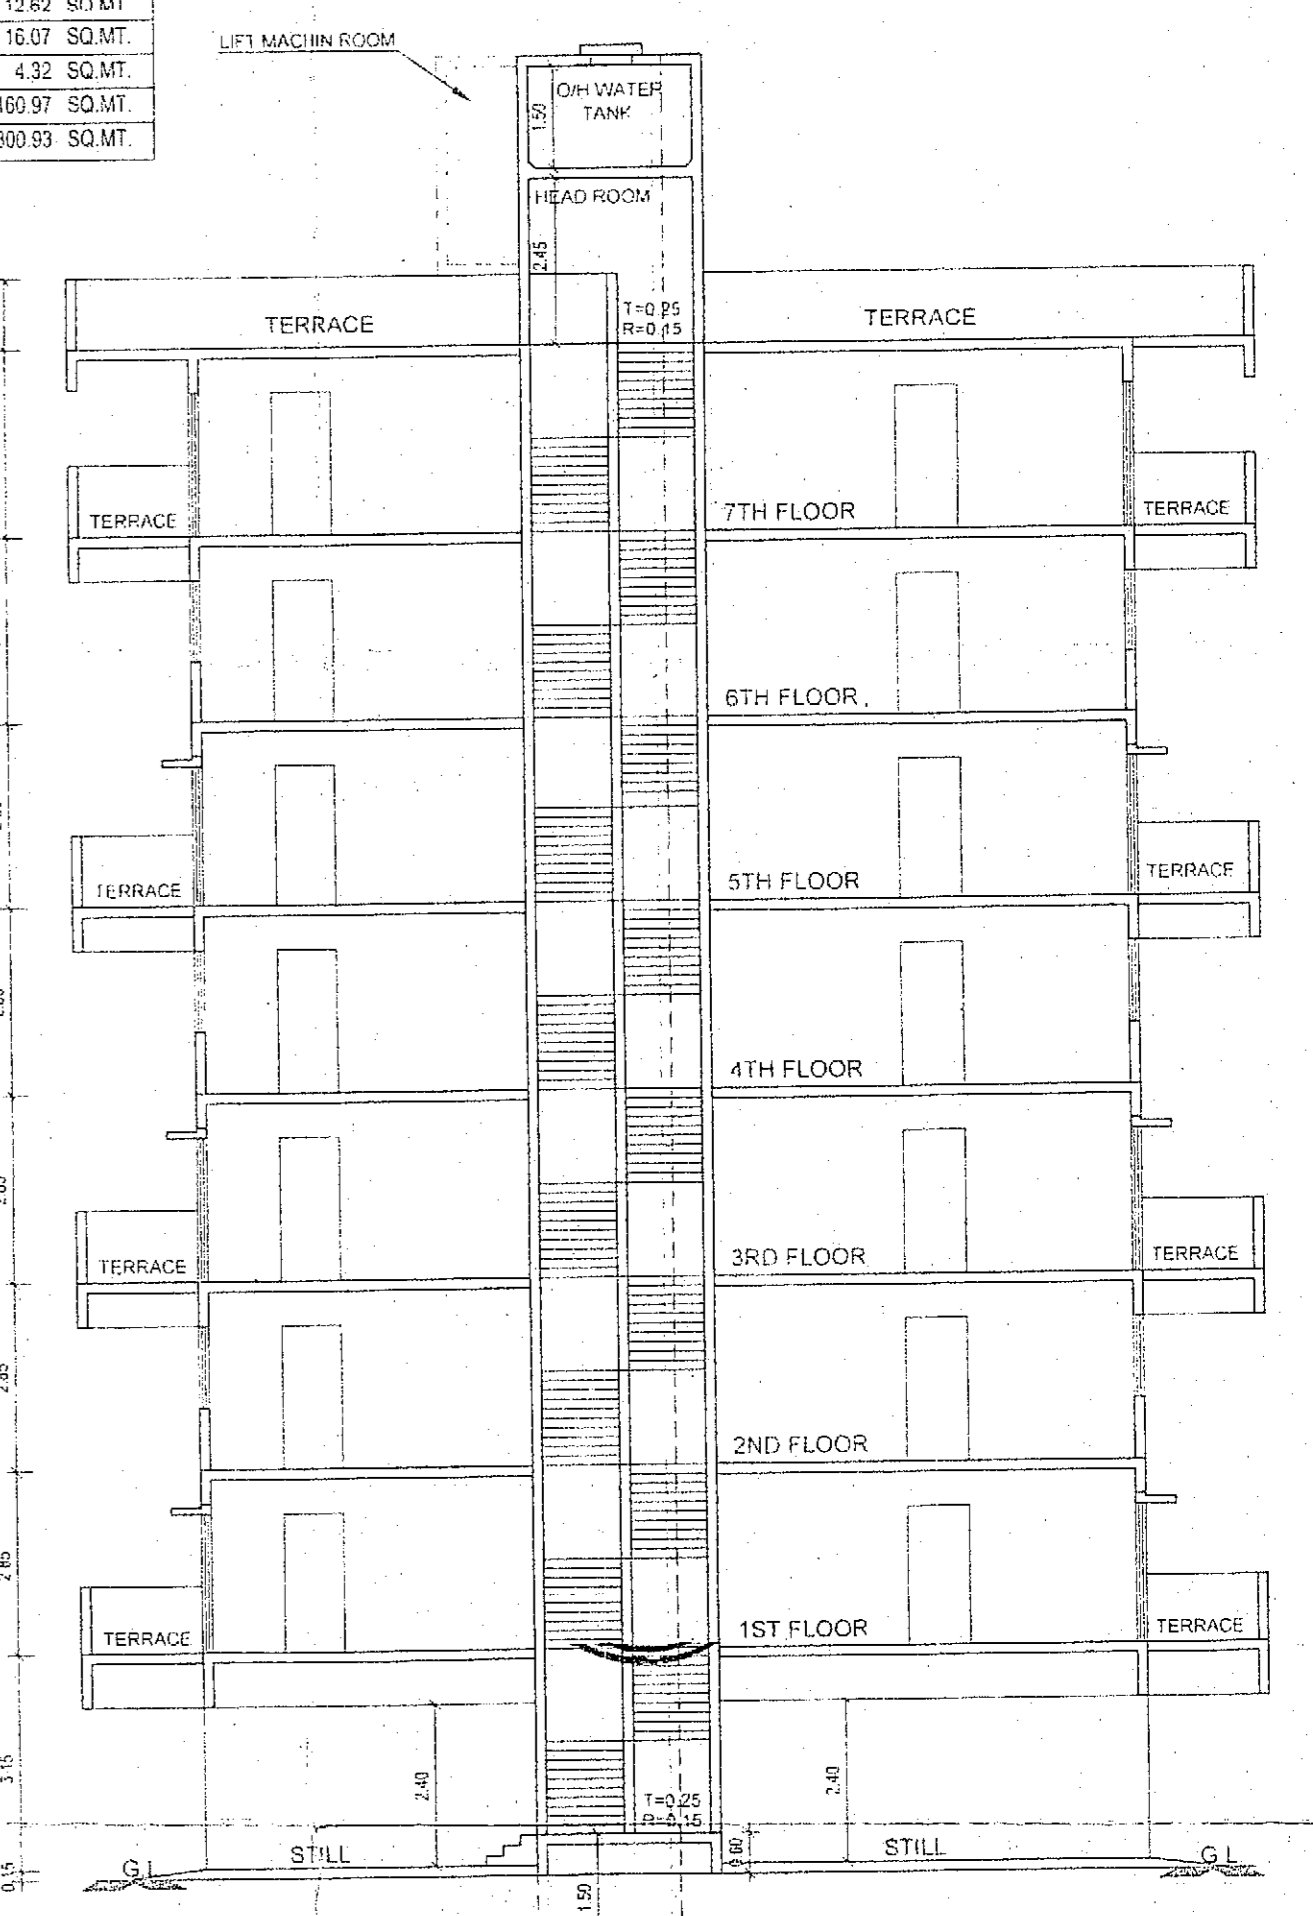 12.62 SQ.MT.
16.07 SQ.MT.
4.32 SQ.MT.
460.97 SQ.MT.
300.93 SQ.MT.
LIFT MACHIN ROOM
O/H WATER
TANK
1.50
HEAD ROOM
2.45
TERRACE
T=0.25
R=0.15
TERRACE
TERRACE
7TH FLOOR
TERRACE
6TH FLOOR
TERRACE
5TH FLOOR
TERRACE
4TH FLOOR
TERRACE
3RD FLOOR
TERRACE
2.85
2ND FLOOR
2.85
TERRACE
1ST FLOOR
TERRACE
3.15
2.40
2.40
T=0.25
R=0.15
0.15
G.L
STILL
0.60
STILL
G L
1.50